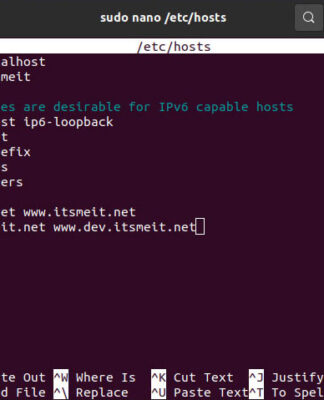 sudo nano /etc/hosts
/etc/hosts
alhost
meit
es are desirable for IPv6 capable hosts
st ip6-loopback
t
efix
s
ers
et www.itsmeit.net
it.net www.dev.itsmeit.net
te Out ^W Where Is ^K Cut Text ^J Justify
d File ^\ Replace ^U Paste Text ^T To Spel